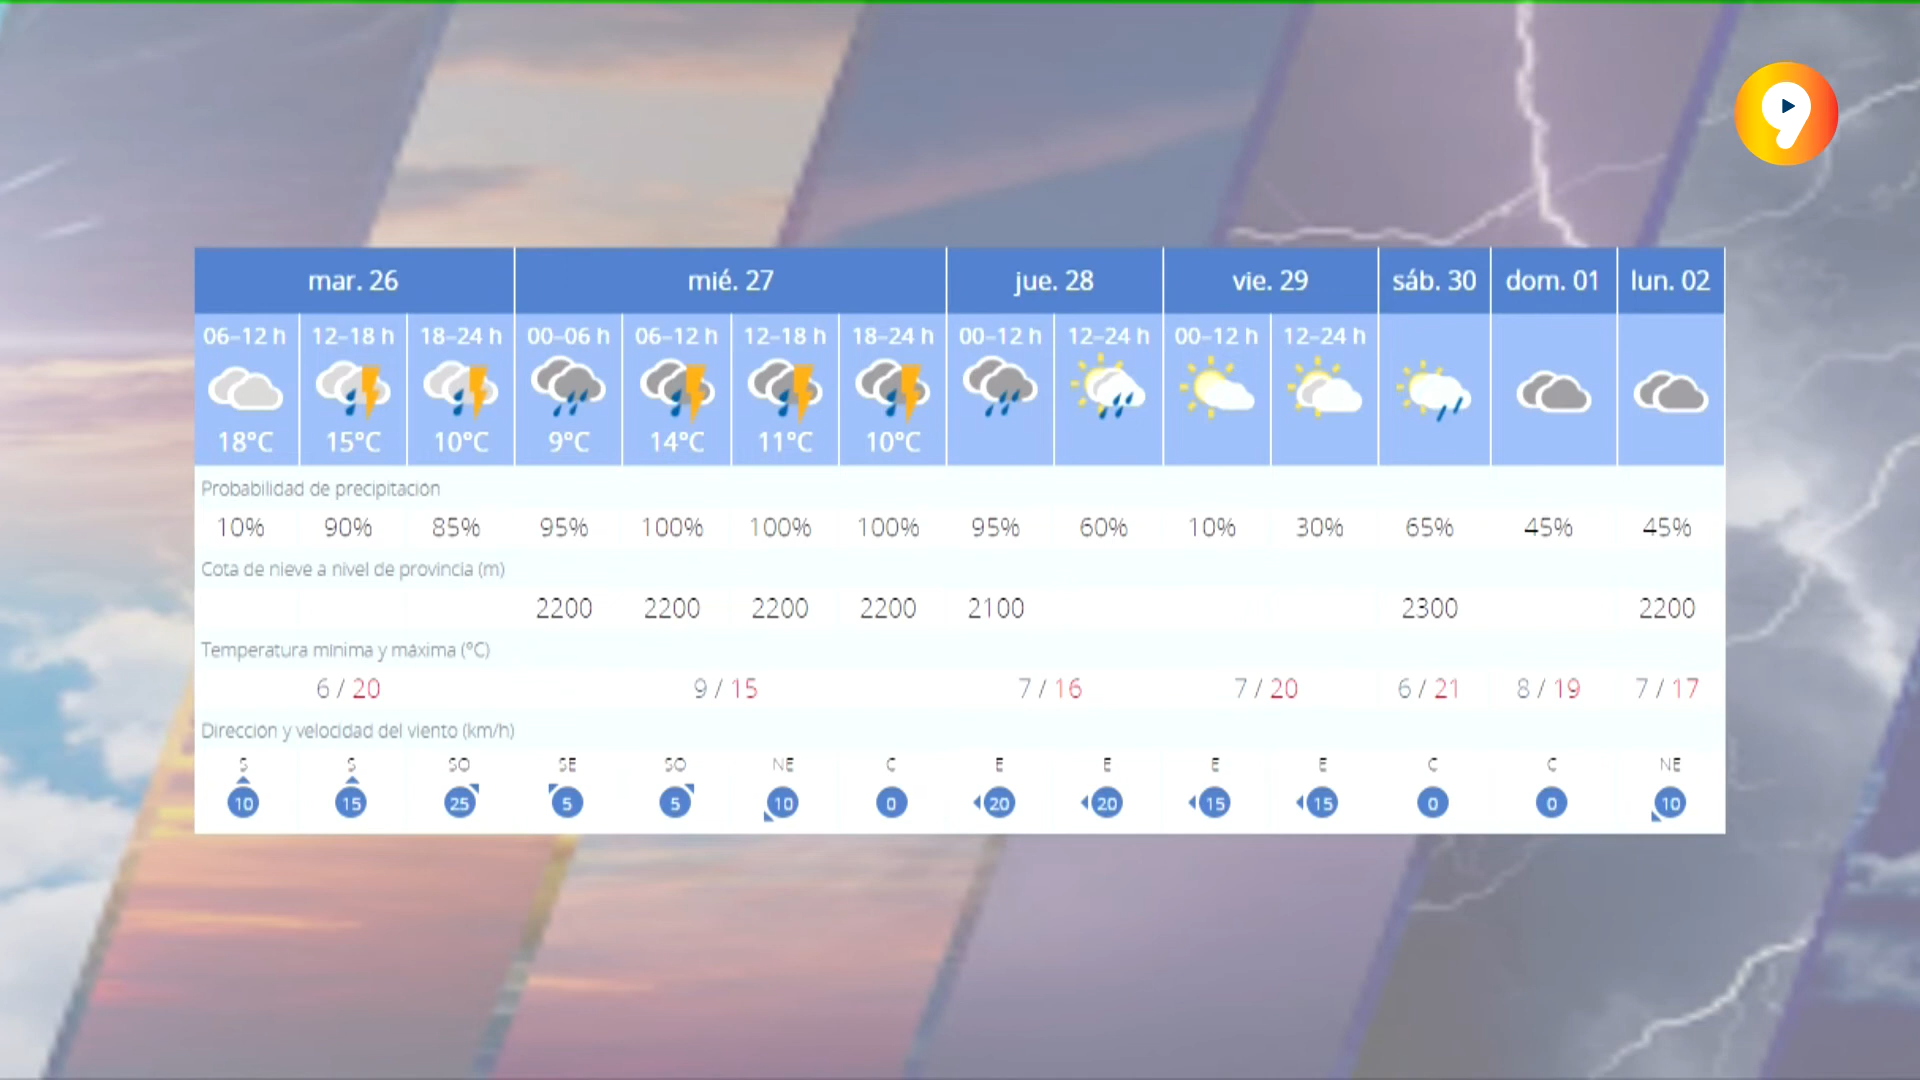 9
mar. 26 mié. 27 jue. 28 vie. 29 sáb. 30 dom. 01 lun. 02
06–12 h 12–18 h 18–24 h 00–06 h 06–12 h 12–18 h 18–24 h 00–12 h 12–24 h 00–12 h 12–24 h
18°C 15°C 10°C 9°C 14°C 11°C 10°C
Probabilidad de precipitación
10% 90% 85% 95% 100% 100% 100% 95% 60% 10% 30% 65% 45% 45%
Cota de nieve a nivel de provincia (m)
2200 2200 2200 2200 2100 2300 2200
Temperatura mínima y máxima (°C)
6 / 20 9 / 15 7 / 16 7 / 20 6 / 21 8 / 19 7 / 17
Dirección y velocidad del viento (km/h)
S S SO SE SO NE C E E E E C C NE
10 15 25 5 5 10 0 20 20 15 15 0 0 10